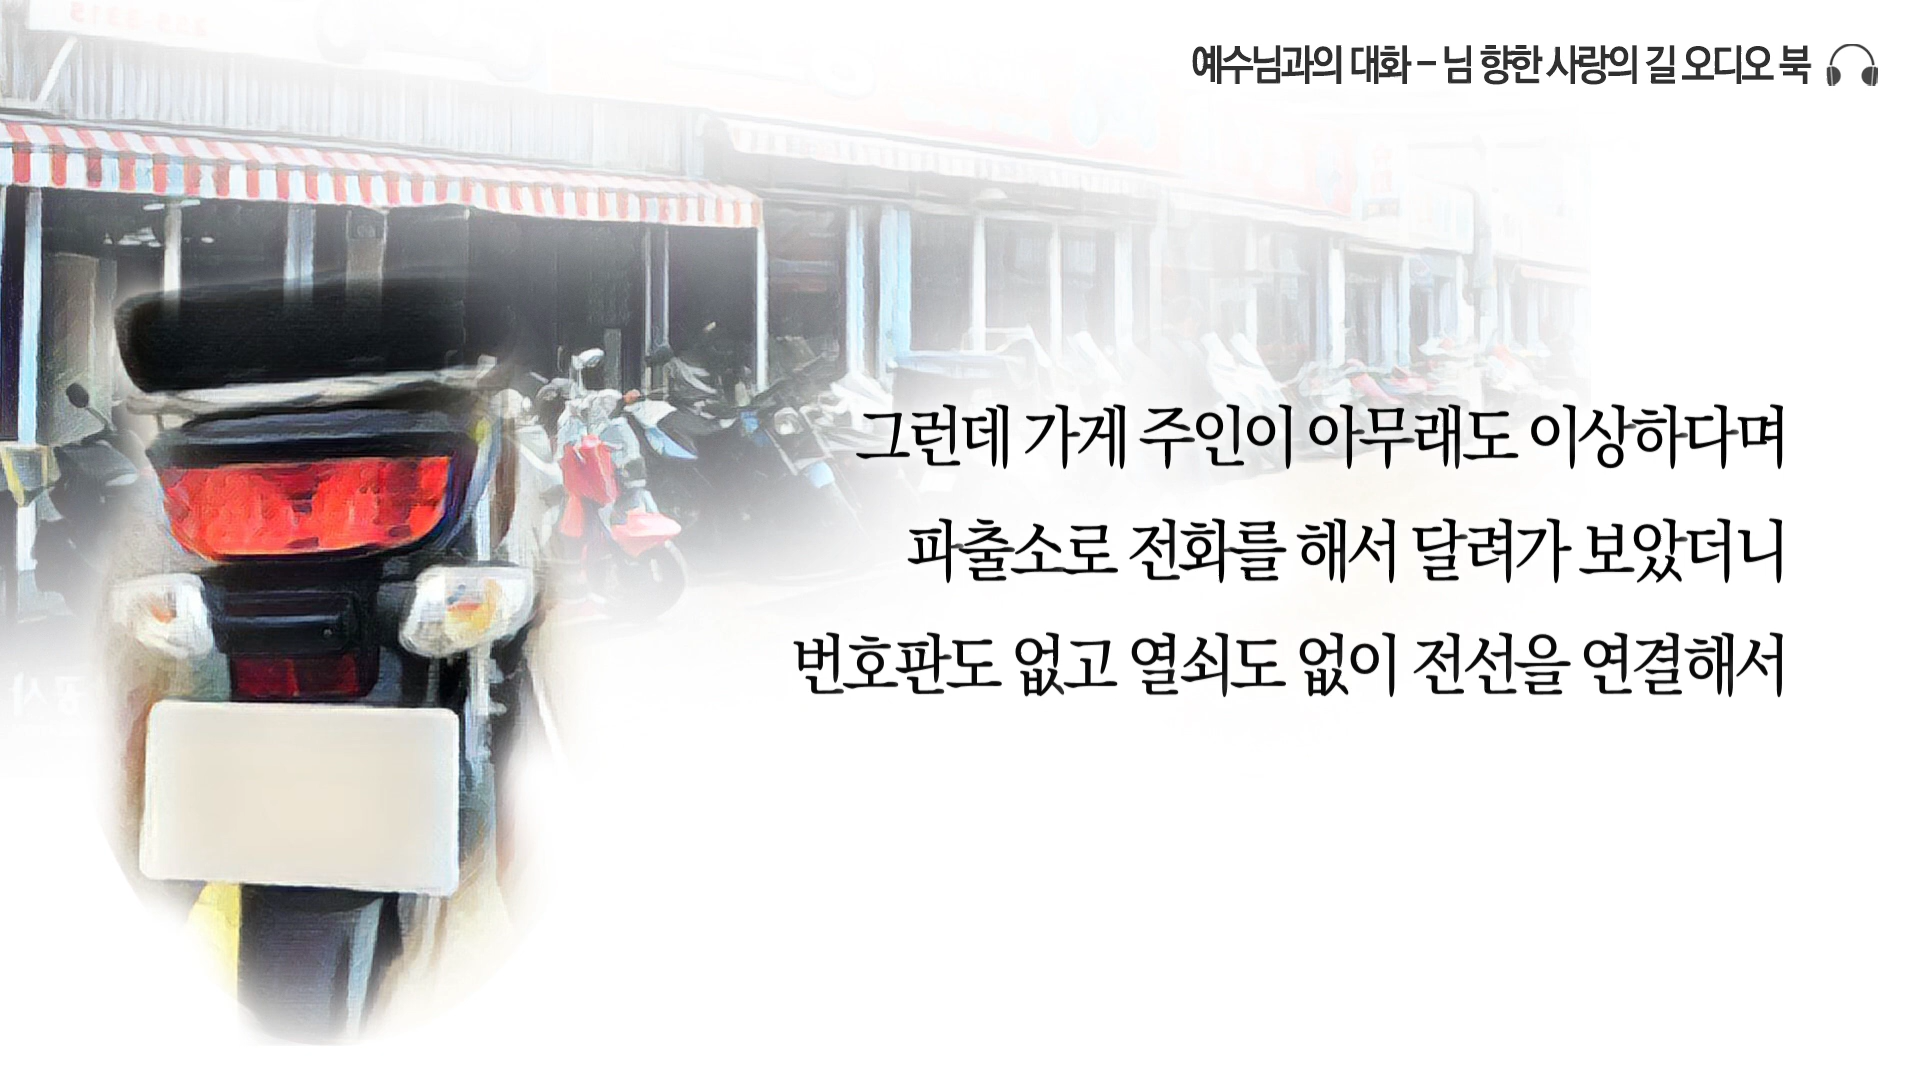 예수님과의 대화 - 님 향한 사랑의 길 오디오 북
그런데 가게 주인이 아무래도 이상하다며
파출소로 전화를 해서 달려가 보았더니
번호판도 없고 열쇠도 없이 전선을 연결해서